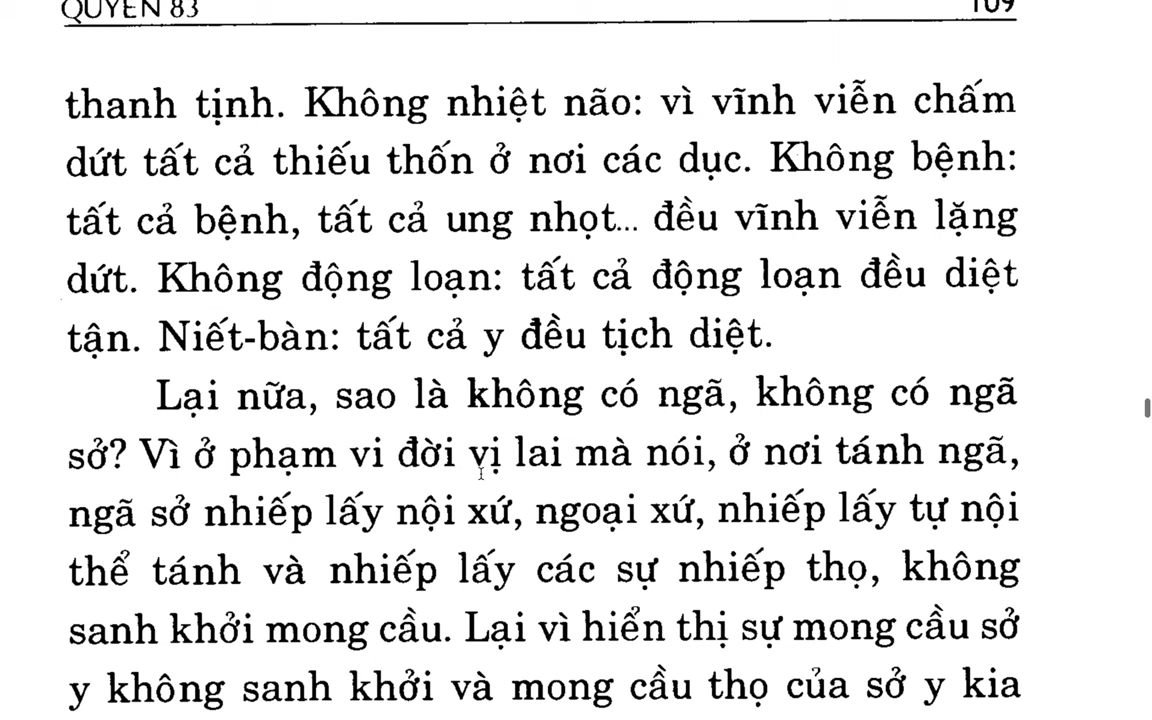 QUYỂN 83 109
thanh tịnh. Không nhiệt não: vì vĩnh viễn chấm
dứt tất cả thiếu thốn ở nơi các dục. Không bệnh:
tất cả bệnh, tất cả ung nhọt... đều vĩnh viễn lặng
dứt. Không động loạn: tất cả động loạn đều diệt
tận. Niết-bàn: tất cả y đều tịch diệt.
Lại nữa, sao là không có ngã, không có ngã
sở? Vì ở phạm vi đời vị lai mà nói, ở nơi tánh ngã,
ngã sở nhiếp lấy nội xứ, ngoại xứ, nhiếp lấy tự nội
thể tánh và nhiếp lấy các sự nhiếp thọ, không
sanh khởi mong cầu. Lại vì hiển thị sự mong cầu sở
y không sanh khởi và mong cầu thọ của sở y kia